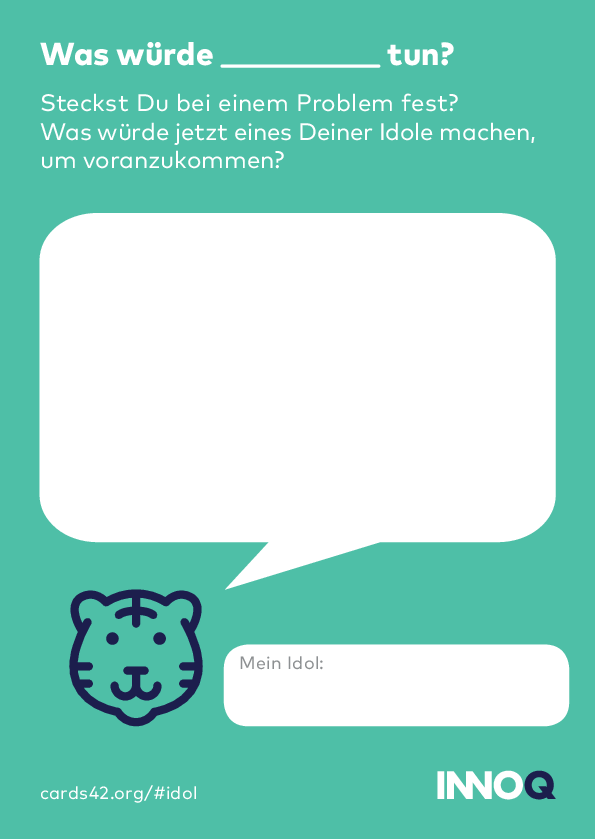 Was würde __________ tun?
Steckst Du bei einem Problem fest?
Was würde jetzt eines Deiner Idole machen,
um voranzukommen?
Mein Idol:
cards42.org/#idol
INNOQ